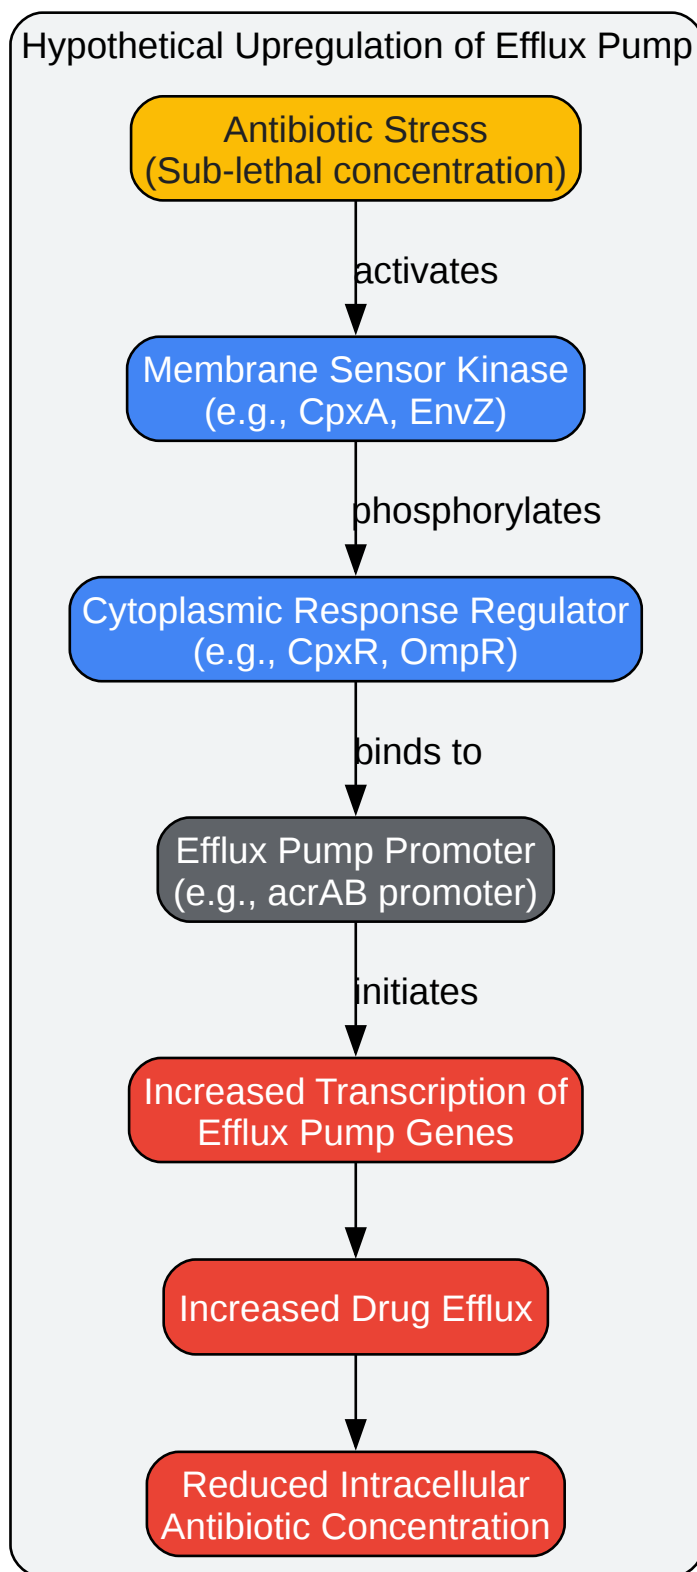 Hypothetical Upregulation of Efflux Pump
Antibiotic Stress
(Sub-lethal concentration)
activates
Membrane Sensor Kinase
(e.g., CpxA, EnvZ)
phosphorylates
Cytoplasmic Response Regulator
(e.g., CpxR, OmpR)
binds to
Efflux Pump Promoter
(e.g., acrAB promoter)
initiates
Increased Transcription of
Efflux Pump Genes
Increased Drug Efflux
Reduced Intracellular
Antibiotic Concentration